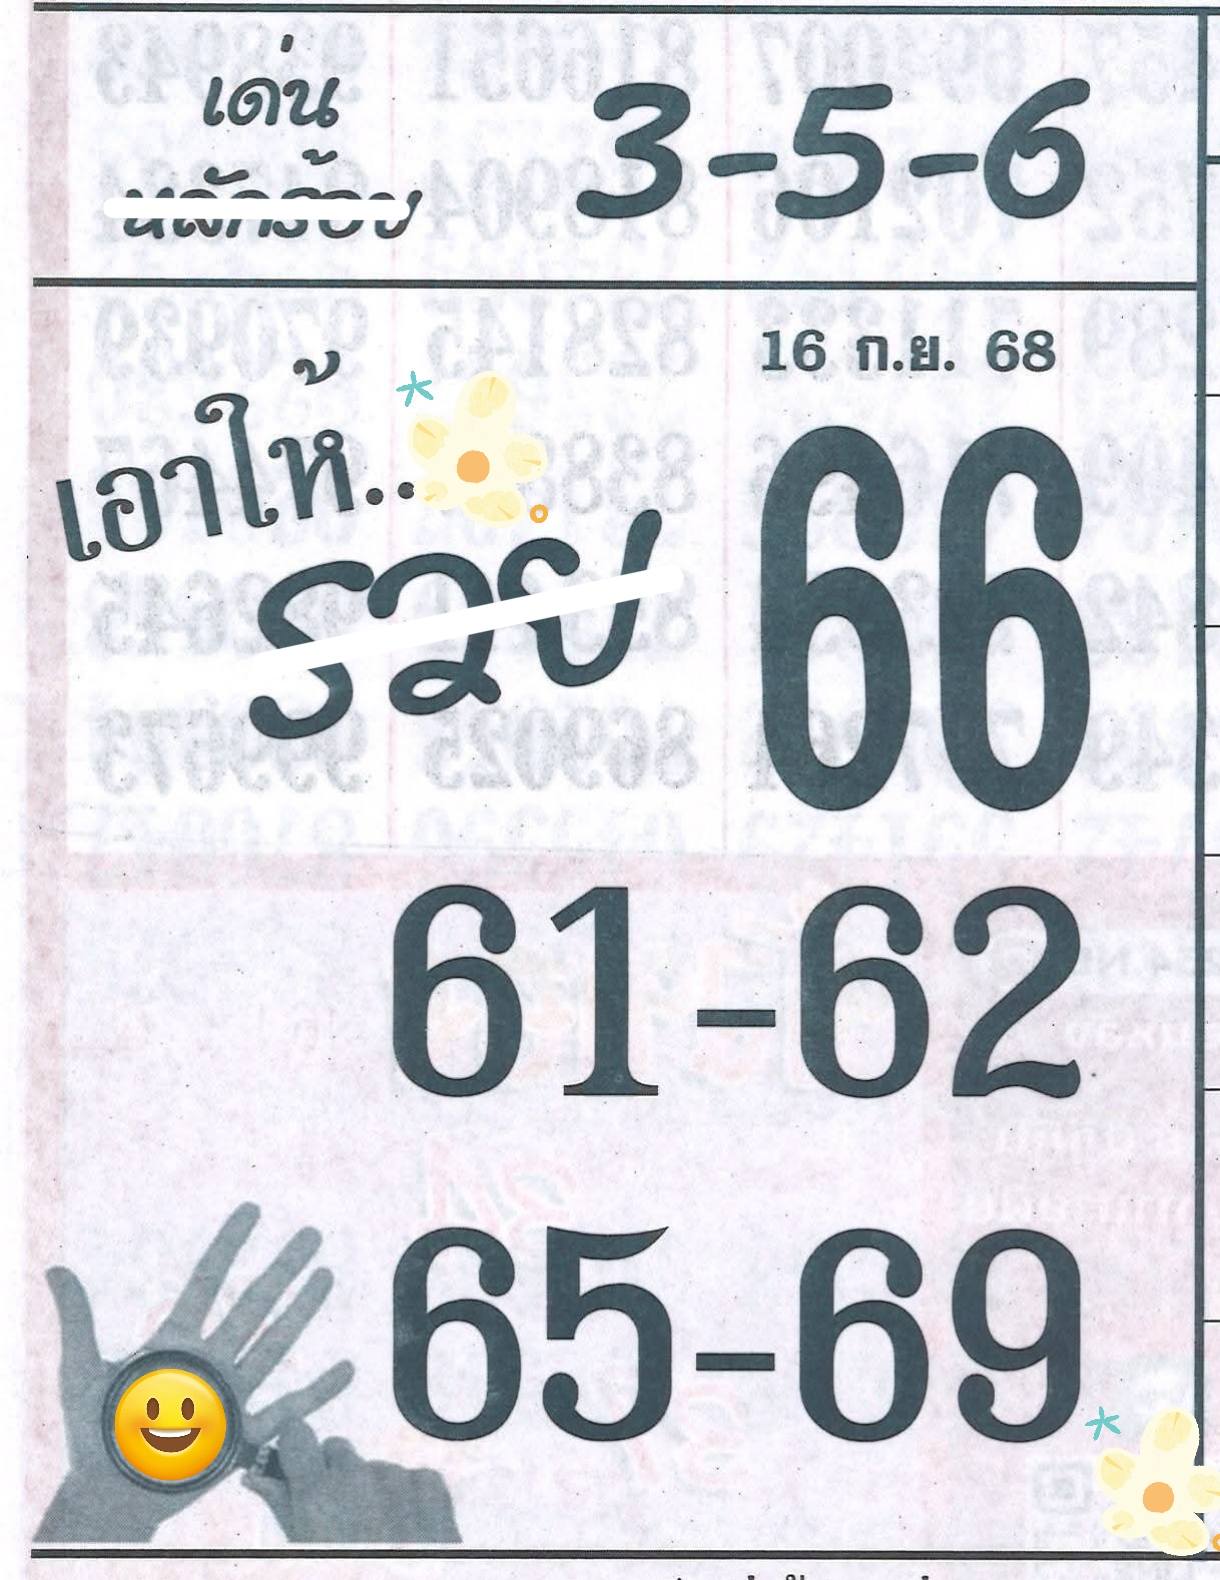 เด่น
หลักร้อย
3-5-6
16 ก.ย. 68
เอาให้..
รวย
66
61-62
65-69